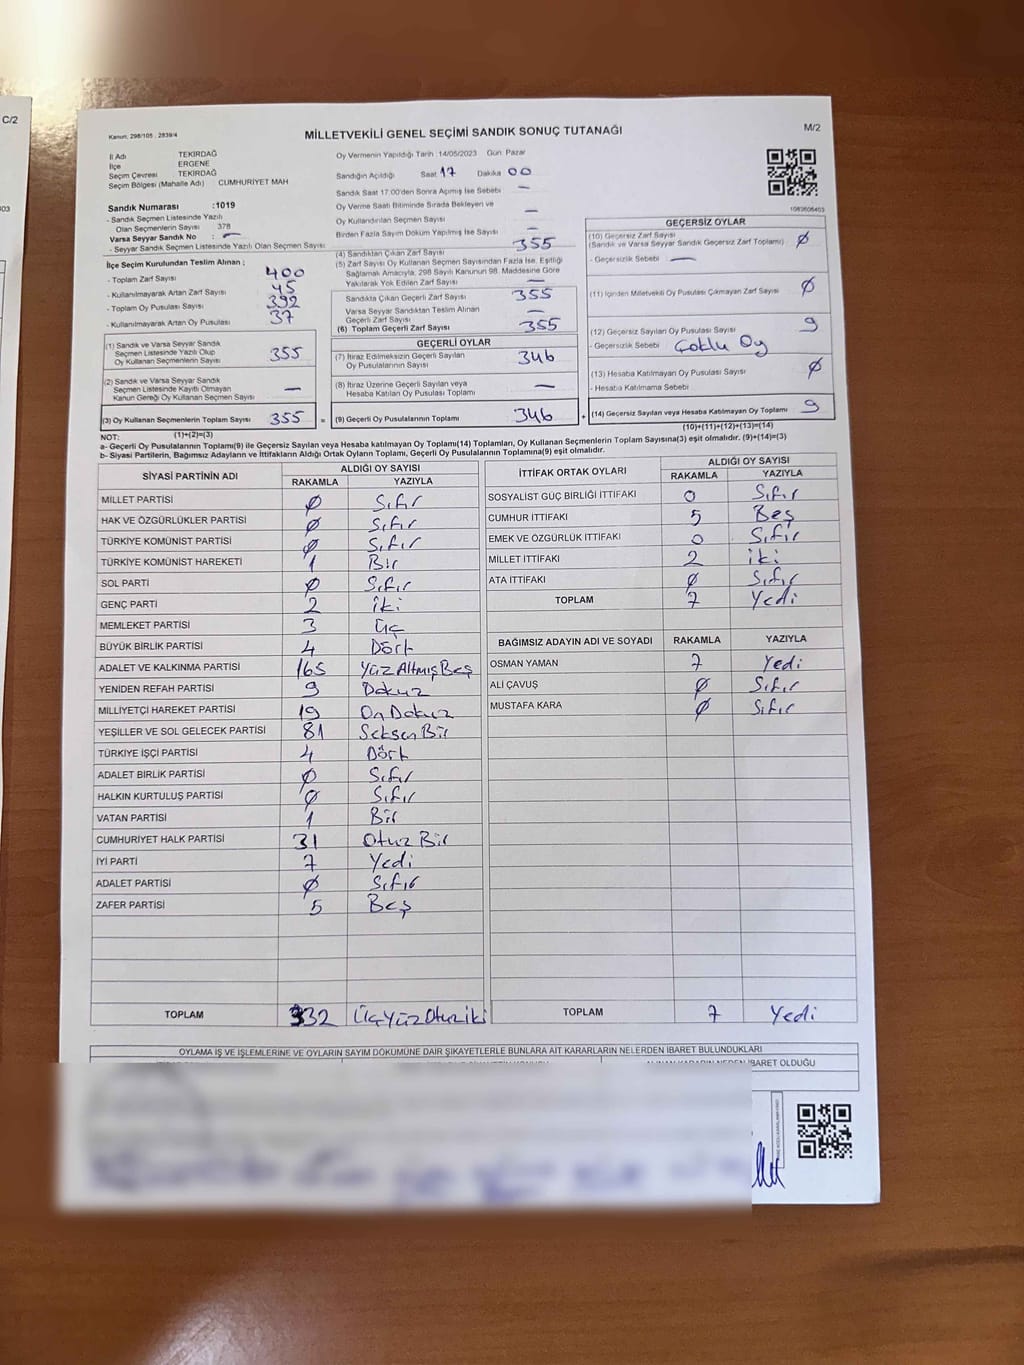 C/2
Kanun: 298/105 ; 2839/4
MİLLETVEKİLİ GENEL SEÇİMİ SANDIK SONUÇ TUTANAĞI
M/2
İl Adı TEKİRDAĞ
İlçe ERGENE
Seçim Çevresi TEKİRDAĞ
Seçim Bölgesi (Mahalle Adı) CUMHURİYET MAH
Sandık Numarası :1019
- Sandık Seçmen Listesinde Yazılı
Olan Seçmenlerin Sayısı 378
Varsa Seyyar Sandık No : —
- Seyyar Sandık Seçmen Listesinde Yazılı Olan Seçmen Sayısı
Oy Vermenin Yapıldığı Tarih :14/05/2023 Gün: Pazar
Sandığın Açıldığı Saat 17 Dakika 00
Sandık Saat 17:00'den Sonra Açılmış İse Sebebi —
Oy Verme Saati Bitiminde Sırada Bekleyen ve
Oy Kullandırılan Seçmen Sayısı —
Birden Fazla Sayım Döküm Yapılmış İse Sayısı —
1063606403
İlçe Seçim Kurulundan Teslim Alınan ;
- Toplam Zarf Sayısı 400
- Kullanılmayarak Artan Zarf Sayısı 45
- Toplam Oy Pusulası Sayısı 392
- Kullanılmayarak Artan Oy Pusulası 37
(1) Sandık ve Varsa Seyyar Sandık
Seçmen Listesinde Yazılı Olup
Oy Kullanan Seçmenlerin Sayısı 355
(2) Sandık ve Varsa Seyyar Sandık
Seçmen Listesinde Kayıtlı Olmayan
Kanun Gereği Oy Kullanan Seçmen Sayısı —
(3) Oy Kullanan Seçmenlerin Toplam Sayısı 355 =
(1)+(2)=(3)
(4) Sandıktan Çıkan Zarf Sayısı 355
(5) Zarf Sayısı Oy Kullanan Seçmen Sayısından Fazla İse, Eşitliği
Sağlamak Amacıyla, 298 Sayılı Kanunun 98. Maddesine Göre
Yakılarak Yok Edilen Zarf Sayısı —
Sandıkta Çıkan Geçerli Zarf Sayısı 355
Varsa Seyyar Sandıktan Teslim Alınan
Geçerli Zarf Sayısı —
(6) Toplam Geçerli Zarf Sayısı 355
GEÇERLİ OYLAR
(7) İtiraz Edilmeksizin Geçerli Sayılan
Oy Pusulalarının Sayısı 346
(8) İtiraz Üzerine Geçerli Sayılan veya
Hesaba Katılan Oy Pusulası Toplamı —
(9) Geçerli Oy Pusulalarının Toplamı 346 +
GEÇERSİZ OYLAR
(10) Geçersiz Zarf Sayısı
(Sandık ve Varsa Seyyar Sandık Geçersiz Zarf Toplamı) Ø
- Geçersizlik Sebebi —
(11) İçinden Milletvekili Oy Pusulası Çıkmayan Zarf Sayısı Ø
(12) Geçersiz Sayılan Oy Pusulası Sayısı 9
- Geçersizlik Sebebi Çoklu Oy
(13) Hesaba Katılmayan Oy Pusulası Sayısı Ø
- Hesaba Katılmama Sebebi
(14) Geçersiz Sayılan veya Hesaba Katılmayan Oy Toplamı 9
(10)+(11)+(12)+(13)=(14)
NOT:
a- Geçerli Oy Pusulalarının Toplamı(9) ile Geçersiz Sayılan veya Hesaba katılmayan Oy Toplamı(14) Toplamları, Oy Kullanan Seçmenlerin Toplam Sayısına(3) eşit olmalıdır. (9)+(14)=(3)
b- Siyasi Partilerin, Bağımsız Adayların ve İttifakların Aldığı Ortak Oyların Toplamı, Geçerli Oy Pusulalarının Toplamına(9) eşit olmalıdır.
SİYASİ PARTİNİN ADI ALDIĞI OY SAYISI
RAKAMLA YAZIYLA
MİLLET PARTİSİ Ø Sıfır
HAK VE ÖZGÜRLÜKLER PARTİSİ Ø Sıfır
TÜRKİYE KOMÜNİST PARTİSİ Ø Sıfır
TÜRKİYE KOMÜNİST HAREKETİ 1 Bir
SOL PARTİ Ø Sıfır
GENÇ PARTİ 2 İki
MEMLEKET PARTİSİ 3 Üç
BÜYÜK BİRLİK PARTİSİ 4 Dört
ADALET VE KALKINMA PARTİSİ 165 YüzAltmışBeş
YENİDEN REFAH PARTİSİ 9 Dokuz
MİLLİYETÇİ HAREKET PARTİSİ 19 On Dokuz
YEŞİLLER VE SOL GELECEK PARTİSİ 81 Seksen Bir
TÜRKİYE İŞÇİ PARTİSİ 4 Dört
ADALET BİRLİK PARTİSİ Ø Sıfır
HALKIN KURTULUŞ PARTİSİ Ø Sıfır
VATAN PARTİSİ 1 Bir
CUMHURİYET HALK PARTİSİ 31 Otuz Bir
İYİ PARTİ 7 Yedi
ADALET PARTİSİ Ø Sıfır
ZAFER PARTİSİ 5 Beş
TOPLAM 332 ÜçYüzOtuziki
İTTİFAK ORTAK OYLARI ALDIĞI OY SAYISI
RAKAMLA YAZIYLA
SOSYALİST GÜÇ BİRLİĞİ İTTİFAKI 0 Sıfır
CUMHUR İTTİFAKI 5 Beş
EMEK VE ÖZGÜRLÜK İTTİFAKI 0 Sıfır
MİLLET İTTİFAKI 2 iki
ATA İTTİFAKI Ø Sıfır
TOPLAM 7 Yedi
BAĞIMSIZ ADAYIN ADI VE SOYADI RAKAMLA YAZIYLA
OSMAN YAMAN 7 Yedi
ALİ ÇAVUŞ Ø Sıfır
MUSTAFA KARA Ø Sıfır
TOPLAM 7 Yedi
OYLAMA İŞ VE İŞLEMLERİNE VE OYLARIN SAYIM DÖKÜMÜNE DAİR ŞİKAYETLERLE BUNLARA AİT KARARLARIN NELERDEN İBARET BULUNDUKLARI
İBARET OLDUĞU